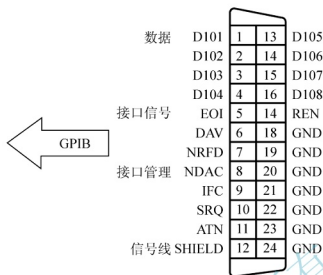 数据 D101 1 13 D105
D102 2 14 D106
D103 3 15 D107
D104 4 16 D108
接口信号 EOI 5 14 REN
DAV 6 18 GND
GPIB
NRFD 7 19 GND
接口管理 NDAC 8 20 GND
IFC 9 21 GND
SRQ 10 22 GND
ATN 11 23 GND
信号线 SHIELD 12 24 GND